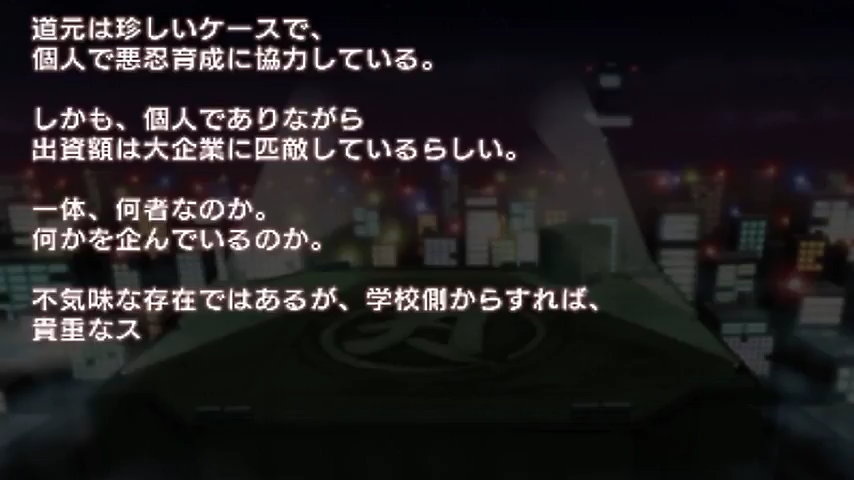 道元は珍しいケースで、
個人で悪忍育成に協力している。
しかも、個人でありながら
出資額は大企業に匹敵しているらしい。
一体、何者なのか。
何かを企んでいるのか。
不気味な存在ではあるが、学校側からすれば、
貴重なス